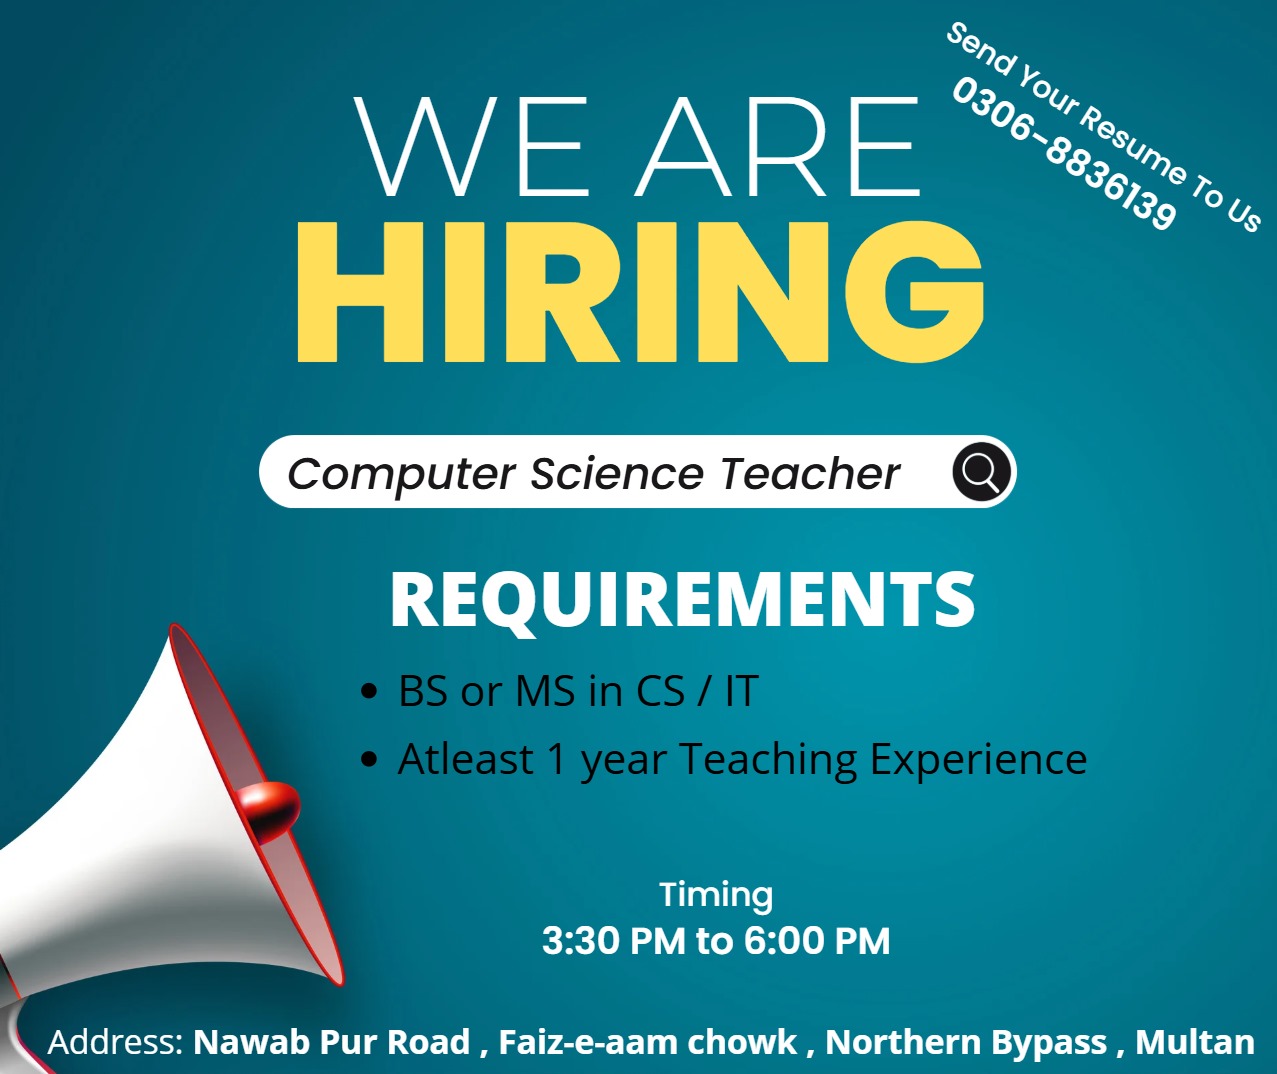 Send Your Resume To Us
0306-8836139
WE ARE
HIRING
Computer Science Teacher
REQUIREMENTS
• BS or MS in CS / IT
• Atleast 1 year Teaching Experience
Timing
3:30 PM to 6:00 PM
Address: Nawab Pur Road , Faiz-e-aam chowk , Northern Bypass , Multan